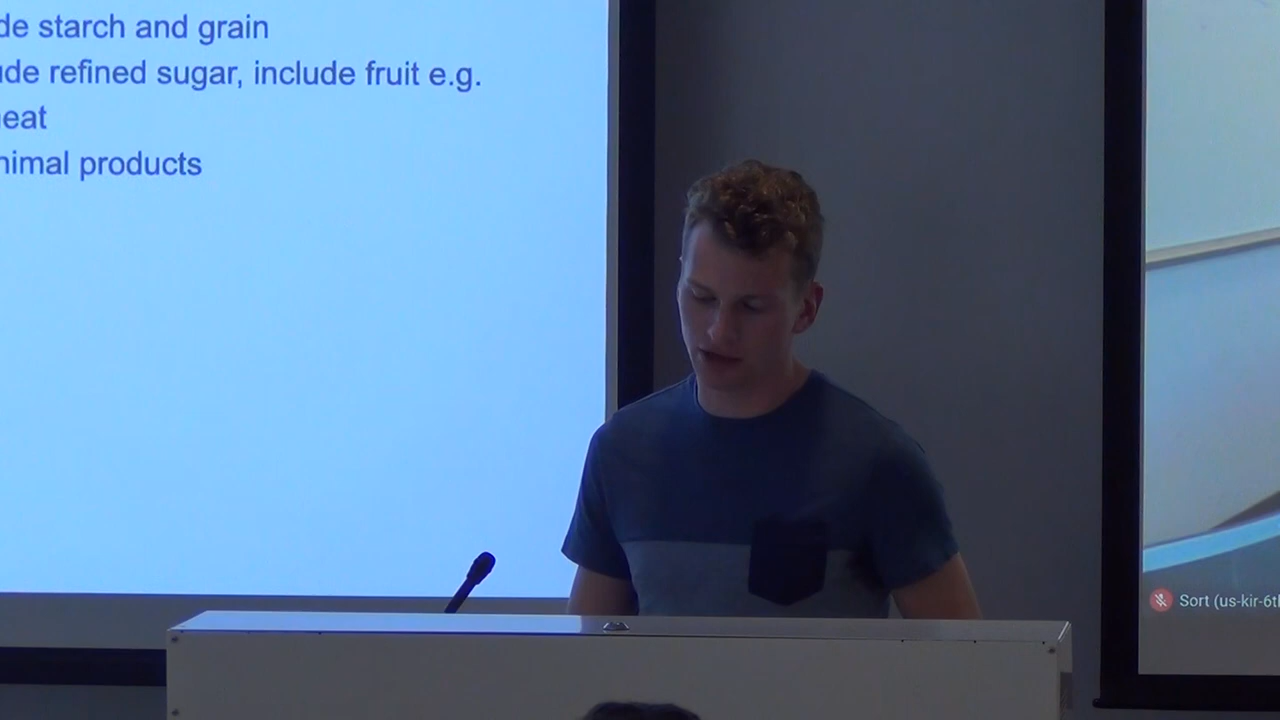 de starch and grain
ude refined sugar, include fruit e.g.
eat
nimal products
Sort (us-kir-6t